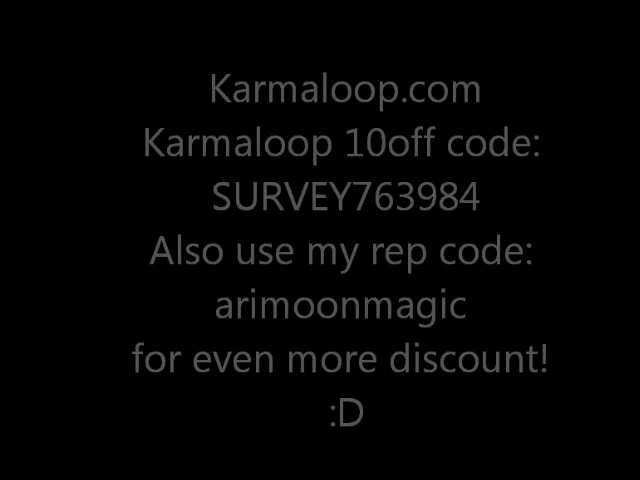 Karmaloop.com
Karmaloop 10off code:
SURVEY763984
Also use my rep code:
arimoonmagic
for even more discount!
:D